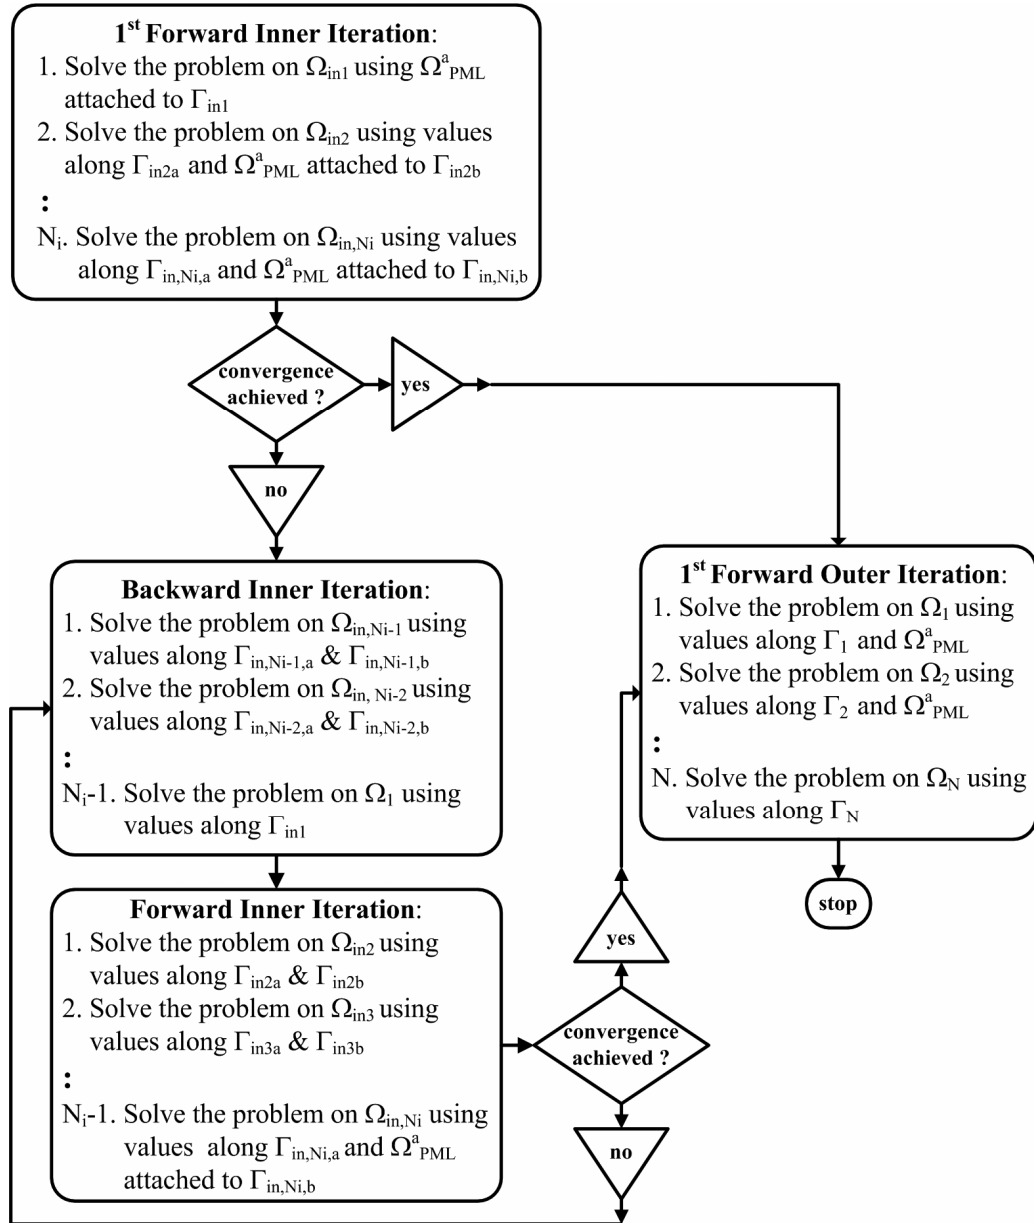 1st Forward Inner Iteration:
1. Solve the problem on Ωin1 using ΩaPML
attached to Γin1
2. Solve the problem on Ωin2 using values
along Γin2a and ΩaPML attached to Γin2b
:
Ni. Solve the problem on Ωin,Ni using values
along Γin,Ni,a and ΩaPML attached to Γin,Ni,b
convergence
achieved ?
yes
no
Backward Inner Iteration:
1. Solve the problem on Ωin,Ni-1 using
values along Γin,Ni-1,a & Γin,Ni-1,b
2. Solve the problem on Ωin, Ni-2 using
values along Γin,Ni-2,a & Γin,Ni-2,b
:
Ni-1. Solve the problem on Ω1 using
values along Γin1
Forward Inner Iteration:
1. Solve the problem on Ωin2 using
values along Γin2a & Γin2b
2. Solve the problem on Ωin3 using
values along Γin3a & Γin3b
:
Ni-1. Solve the problem on Ωin,Ni using
values along Γin,Ni,a and ΩaPML
attached to Γin,Ni,b
convergence
achieved ?
yes
no
1st Forward Outer Iteration:
1. Solve the problem on Ω1 using
values along Γ1 and ΩaPML
2. Solve the problem on Ω2 using
values along Γ2 and ΩaPML
:
N. Solve the problem on ΩN using
values along ΓN
stop